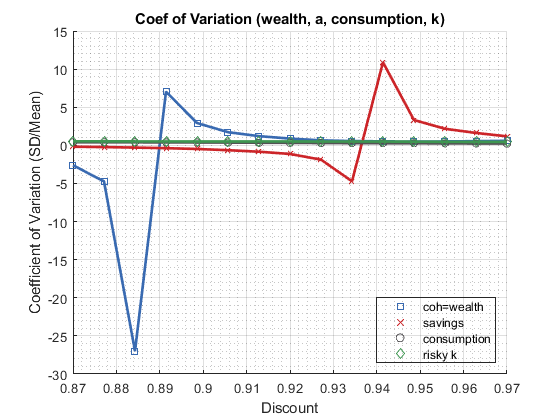 Coef of Variation (wealth, a, consumption, k)
Coefficient of Variation (SD/Mean)
15
10
5
0
-5
-10
-15
-20
-25
-30
0.87 0.88 0.89 0.9 0.91 0.92 0.93 0.94 0.95 0.96 0.97
Discount
coh=wealth
savings
consumption
risky k